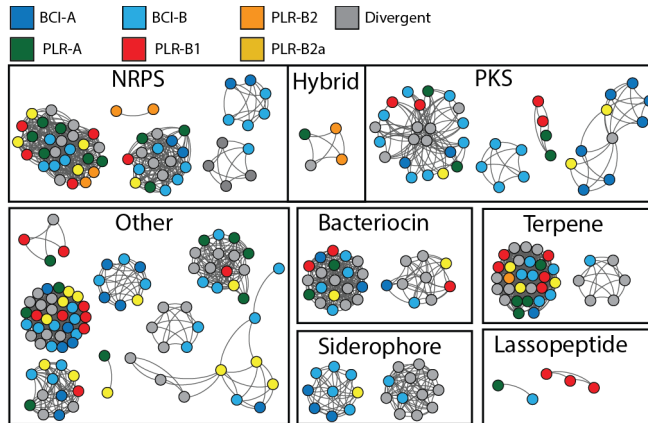 BCI-A BCI-B PLR-B2 Divergent
PLR-A PLR-B1 PLR-B2a
NRPS Hybrid PKS
Other Bacteriocin Terpene
Siderophore Lassopeptide